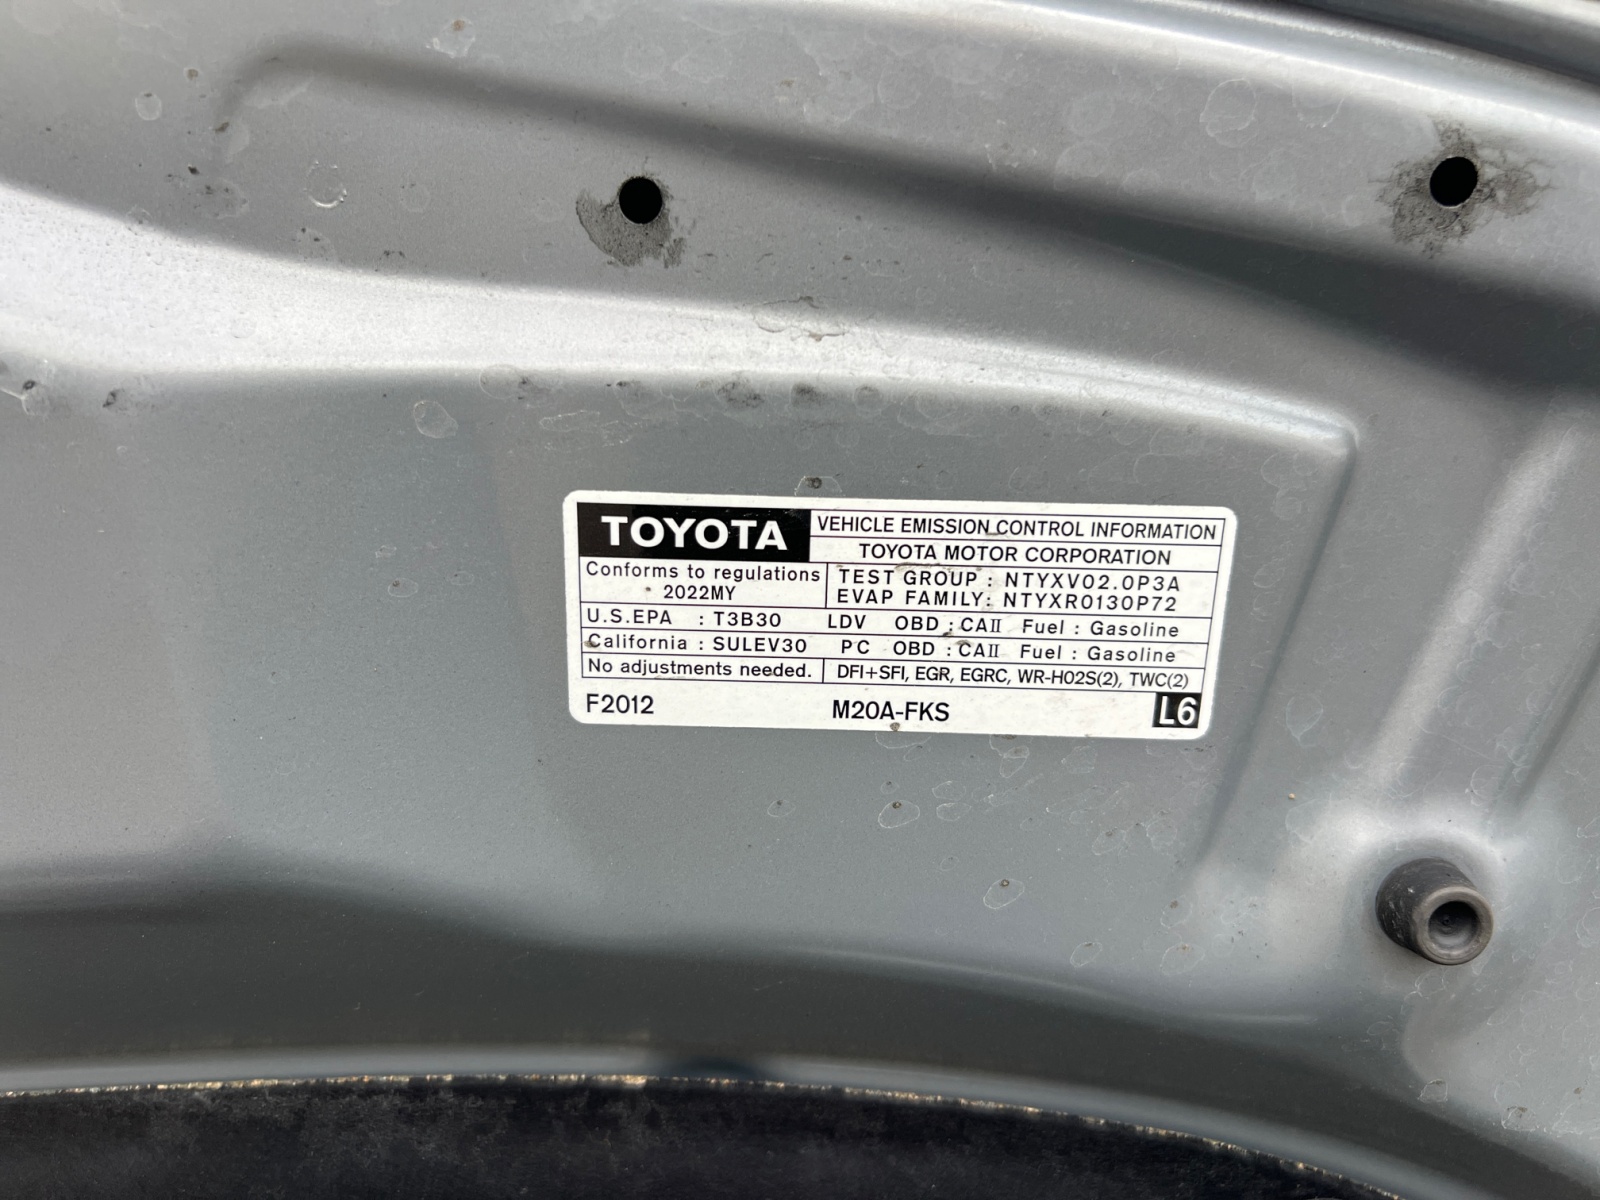 TOYOTA
VEHICLE EMISSION CONTROL INFORMATION
TOYOTA MOTOR CORPORATION
Conforms to regulations
2022MY
TEST GROUP : NTYXV02.0P3A
EVAP FAMILY: NTYXR0130P72
U.S.EPA : T3B30 LDV OBD : CAⅡ Fuel : Gasoline
California : SULEV30 PC OBD : CAⅡ Fuel : Gasoline
No adjustments needed. DFI+SFI, EGR, EGRC, WR-HO2S(2), TWC(2)
F2012 M20A-FKS L6